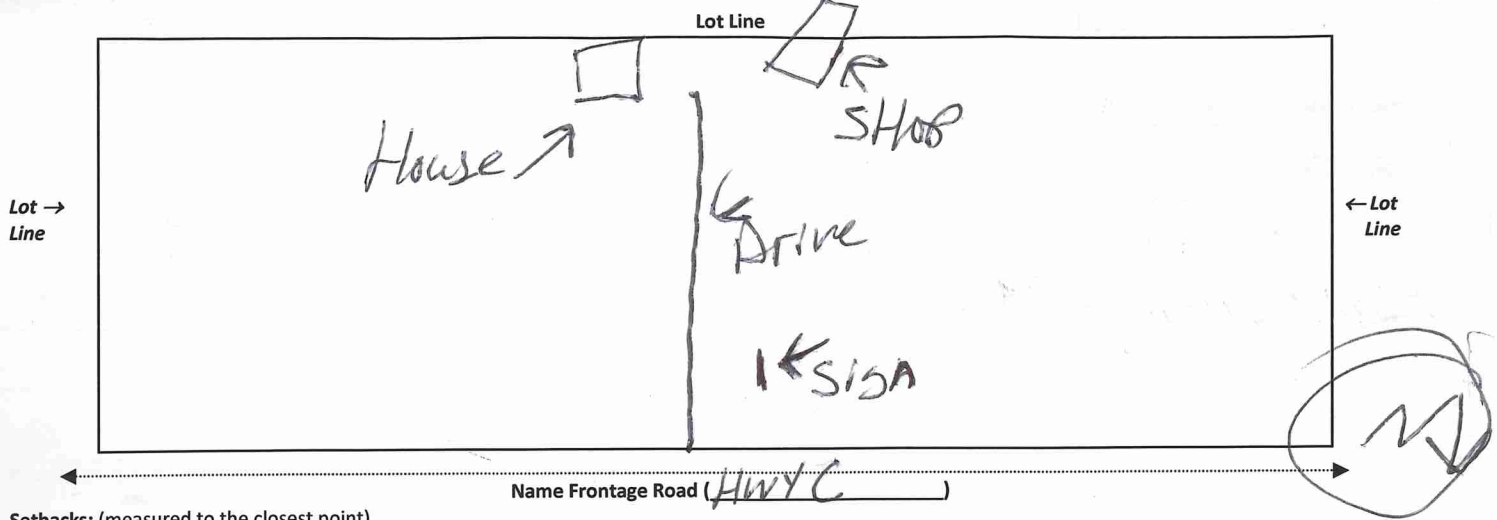 Lot Line
R
SHOP
House
Lot →
Line
← Lot
Line
Drive
SIgn
N
Name Frontage Road (HWY C)
Setbacks: (measured to the closest point)